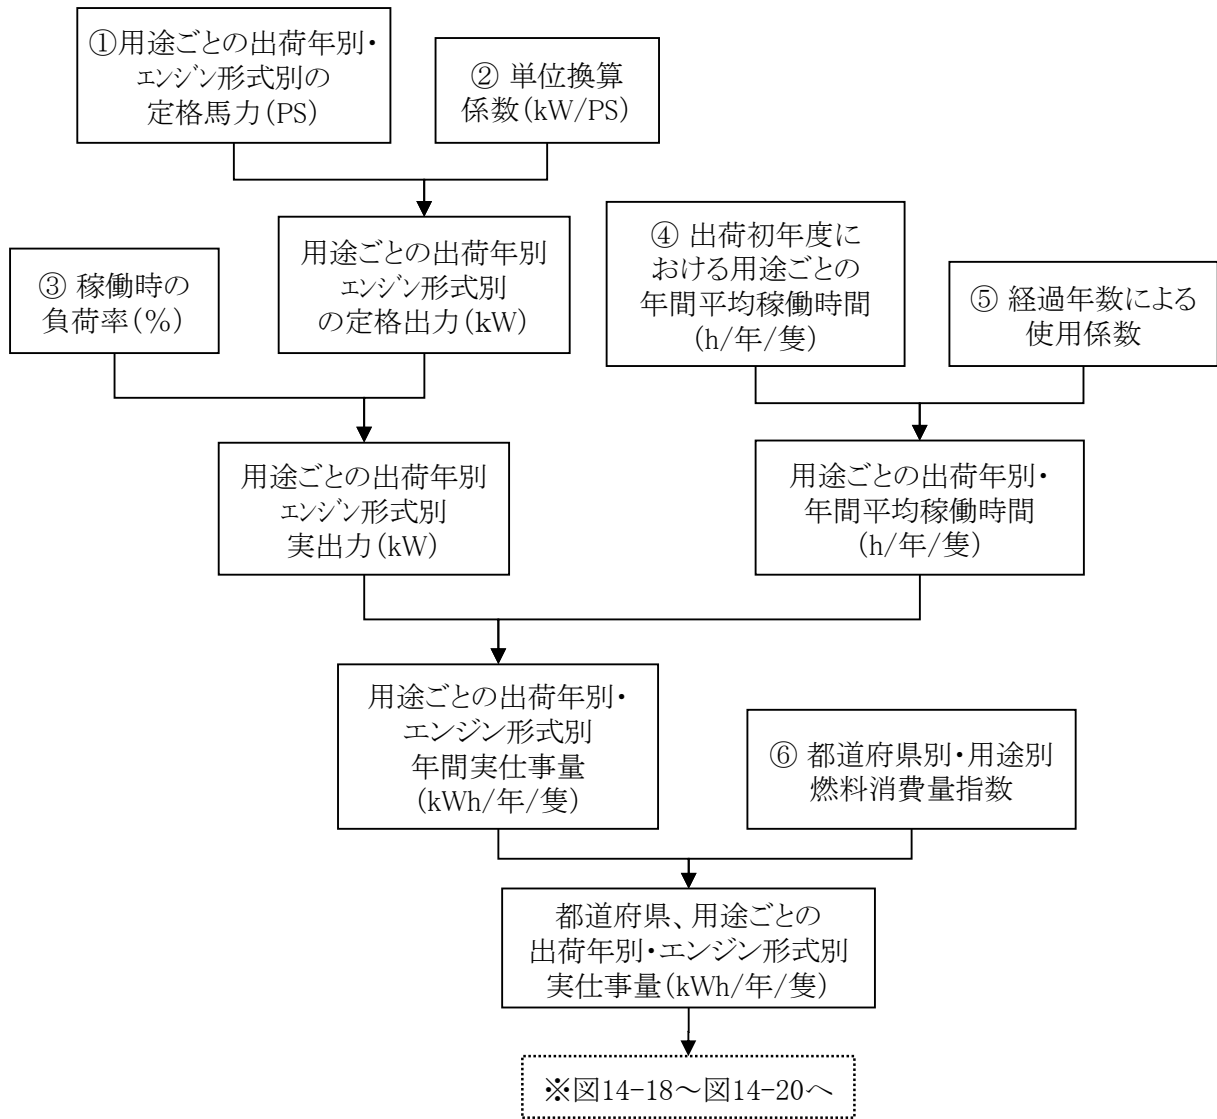 ①用途ごとの出荷年別・
ｴﾝｼﾞﾝ形式別の
定格馬力(PS)
② 単位換算
係数(kW/PS)
用途ごとの出荷年別
ｴﾝｼﾞﾝ形式別
の定格出力(kW)
③ 稼働時の
負荷率(%)
④ 出荷初年度に
おける用途ごとの
年間平均稼働時間
(h/年/隻)
⑤ 経過年数による
使用係数
用途ごとの出荷年別
ｴﾝｼﾞﾝ形式別
実出力(kW)
用途ごとの出荷年別・
年間平均稼働時間
(h/年/隻)
用途ごとの出荷年別・
エンジン形式別
年間実仕事量
(kWh/年/隻)
⑥ 都道府県別・用途別
燃料消費量指数
都道府県、用途ごとの
出荷年別・エンジン形式別
実仕事量(kWh/年/隻)
※図14-18～図14-20へ